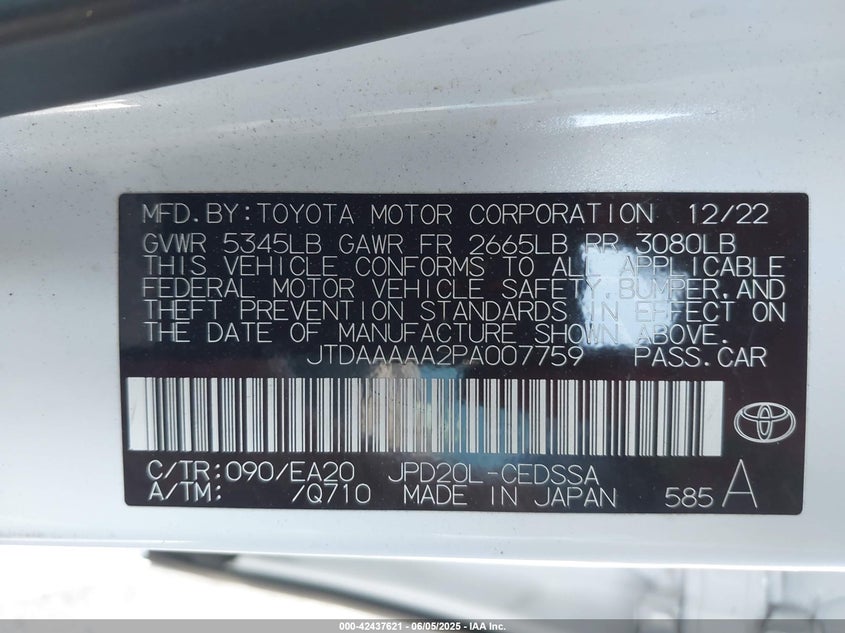 MFD.BY:TOYOTA MOTOR CORPORATION 12/22
GVWR 5345LB GAWR FR 2665LB RR 3080LB
THIS VEHICLE CONFORMS TO ALL APPLICABLE
FEDERAL MOTOR VEHICLE SAFETY,BUMPER,AND
THEFT PREVENTION STANDARDS IN EFFECT ON
THE DATE OF MANUFACTURE SHOWN ABOVE.
JTDAAAAA2PA007759 PASS.CAR
C/TR:090/EA20 JPD20L-CEDSSA
A/TM: /Q710 MADE IN JAPAN 585 A
000-42437621 - 06/05/2025 - IAA Inc.